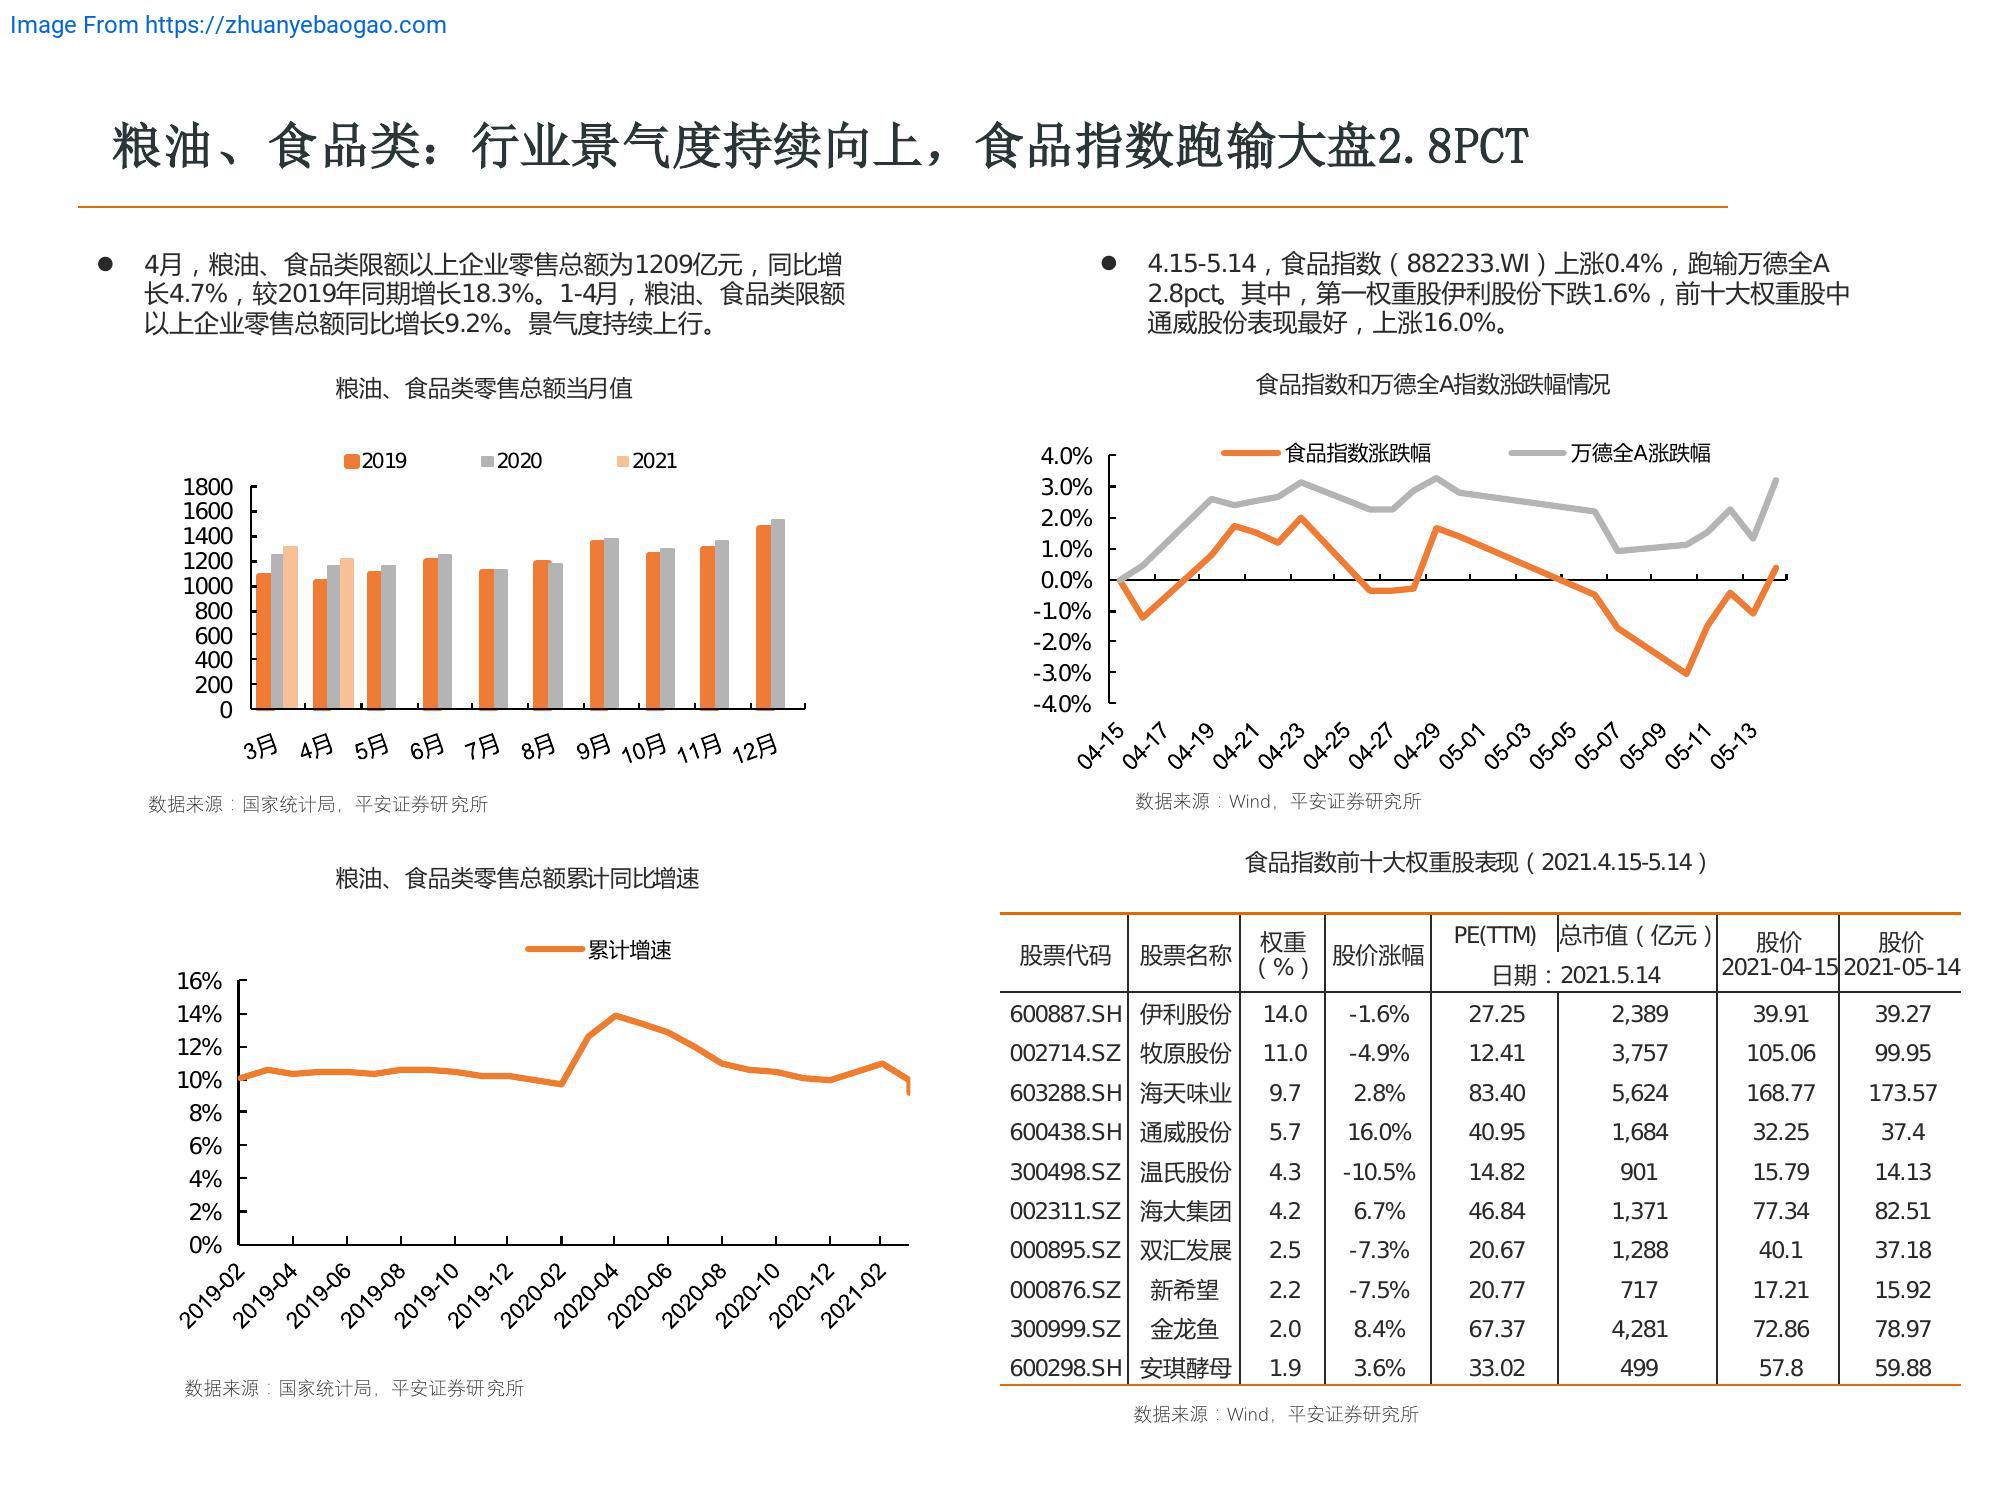 Image From https://zhuanyebaogao.com
粮油、食品类：行业景气度持续向上，食品指数跑输大盘2.8PCT
● 4月，粮油、食品类限额以上企业零售总额为1209亿元，同比增
长4.7%，较2019年同期增长18.3%。1-4月，粮油、食品类限额
以上企业零售总额同比增长9.2%。景气度持续上行。
粮油、食品类零售总额当月值
2019 2020 2021
1800
1600
1400
1200
1000
800
600
400
200
0
3月 4月 5月 6月 7月 8月 9月 10月 11月 12月
数据来源：国家统计局，平安证券研究所
粮油、食品类零售总额累计同比增速
累计增速
16%
14%
12%
10%
8%
6%
4%
2%
0%
2019-02 2019-04 2019-06 2019-08 2019-10 2019-12 2020-02 2020-04 2020-06 2020-08 2020-10 2020-12 2021-02
数据来源：国家统计局，平安证券研究所
● 4.15-5.14，食品指数（882233.WI）上涨0.4%，跑输万德全A
2.8pct。其中，第一权重股伊利股份下跌1.6%，前十大权重股中
通威股份表现最好，上涨16.0%。
食品指数和万德全A指数涨跌幅情况
食品指数涨跌幅 万德全A涨跌幅
4.0%
3.0%
2.0%
1.0%
0.0%
-1.0%
-2.0%
-3.0%
-4.0%
04-15 04-17 04-19 04-21 04-23 04-25 04-27 04-29 05-01 05-03 05-05 05-07 05-09 05-11 05-13
数据来源：Wind，平安证券研究所
食品指数前十大权重股表现（2021.4.15-5.14）
股票代码 股票名称 权重（%） 股价涨幅 PE(TTM) 总市值（亿元） 股价 2021-04-15 股价 2021-05-14
日期：2021.5.14
600887.SH 伊利股份 14.0 -1.6% 27.25 2,389 39.91 39.27
002714.SZ 牧原股份 11.0 -4.9% 12.41 3,757 105.06 99.95
603288.SH 海天味业 9.7 2.8% 83.40 5,624 168.77 173.57
600438.SH 通威股份 5.7 16.0% 40.95 1,684 32.25 37.4
300498.SZ 温氏股份 4.3 -10.5% 14.82 901 15.79 14.13
002311.SZ 海大集团 4.2 6.7% 46.84 1,371 77.34 82.51
000895.SZ 双汇发展 2.5 -7.3% 20.67 1,288 40.1 37.18
000876.SZ 新希望 2.2 -7.5% 20.77 717 17.21 15.92
300999.SZ 金龙鱼 2.0 8.4% 67.37 4,281 72.86 78.97
600298.SH 安琪酵母 1.9 3.6% 33.02 499 57.8 59.88
数据来源：Wind，平安证券研究所